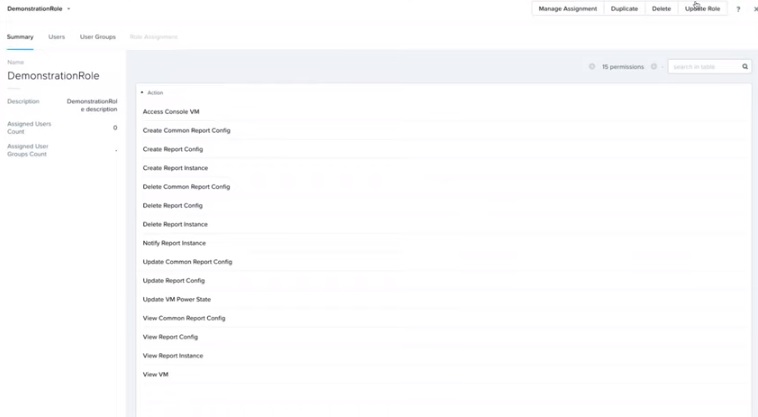 DemonstrationRole
Manage Assignment
Duplicate
Delete
Update Role
?
Summary
Users
User Groups
Role Assignment
Name
DemonstrationRole
Description
DemonstrationRol
e description
Assigned Users
Count
0
Assigned User
Groups Count
-
15 permissions
search in table
Action
Access Console VM
Create Common Report Config
Create Report Config
Create Report Instance
Delete Common Report Config
Delete Report Config
Delete Report Instance
Notify Report Instance
Update Common Report Config
Update Report Config
Update VM Power State
View Common Report Config
View Report Config
View Report Instance
View VM